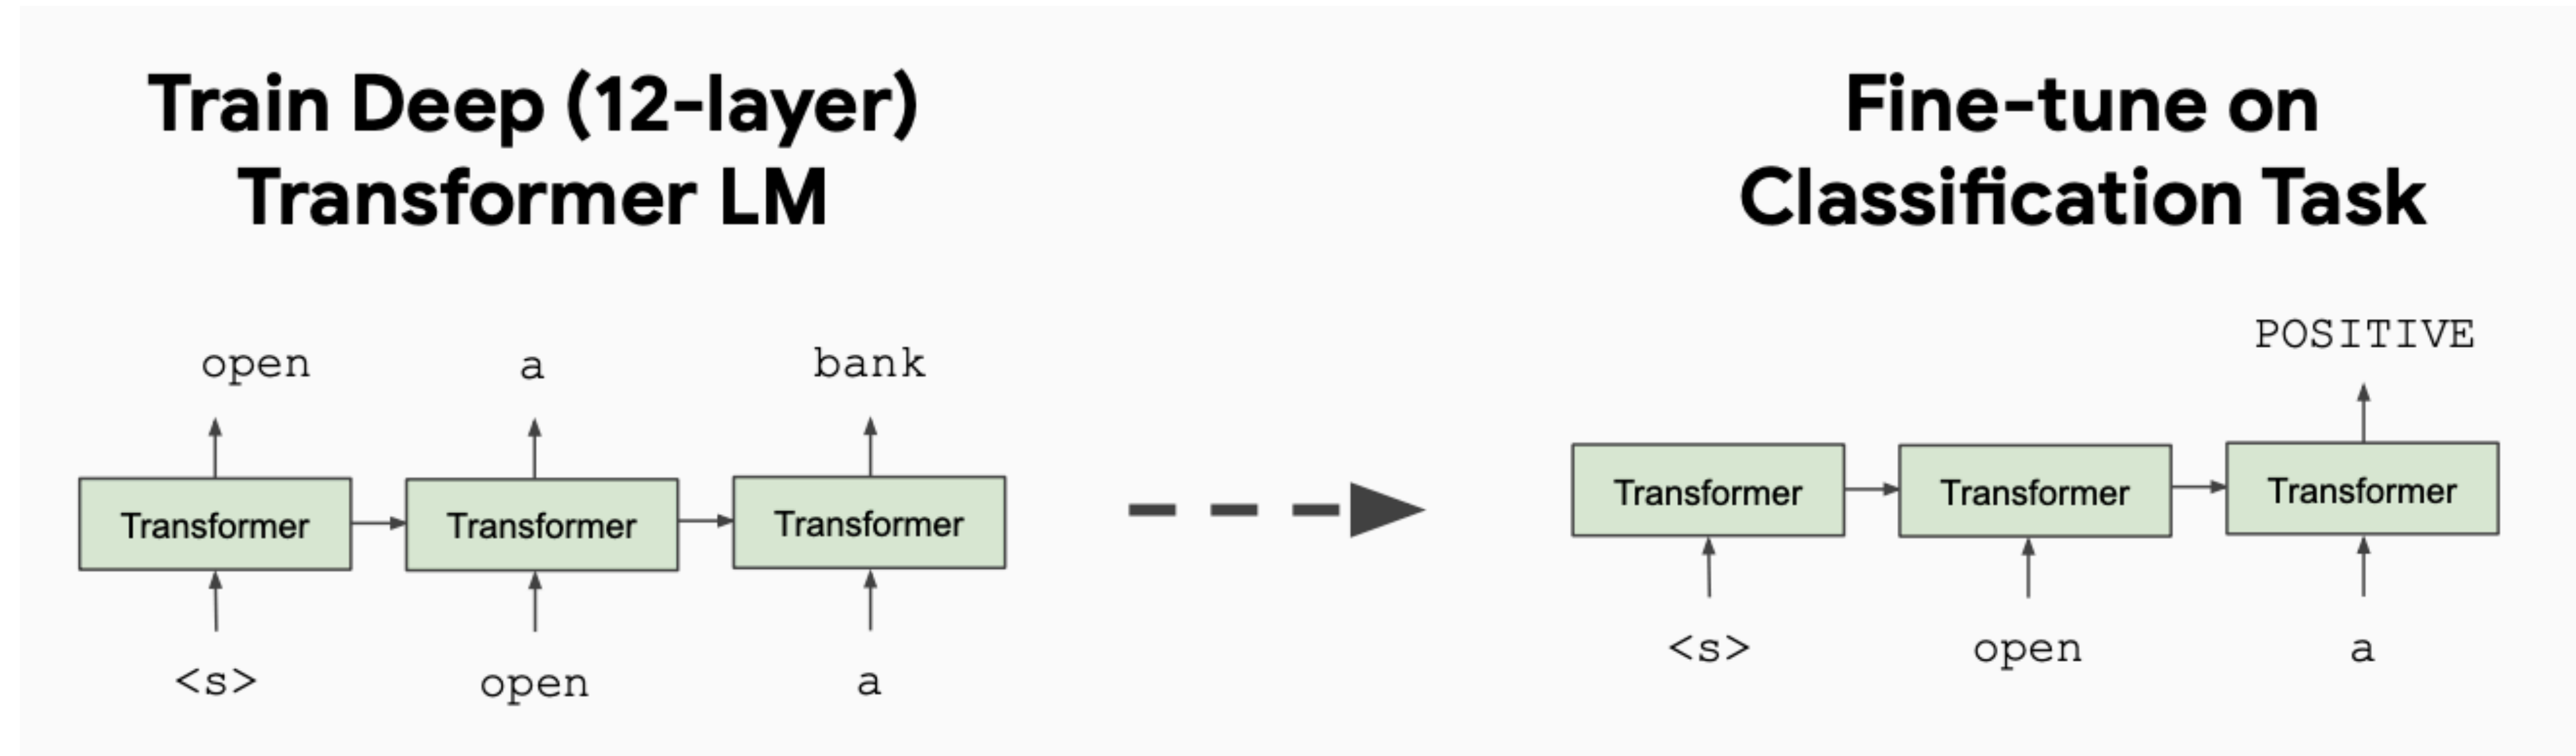 Train Deep (12-layer)
Transformer LM
open a bank
Transformer Transformer Transformer
<s> open a
Fine-tune on
Classification Task
POSITIVE
Transformer Transformer Transformer
<s> open a